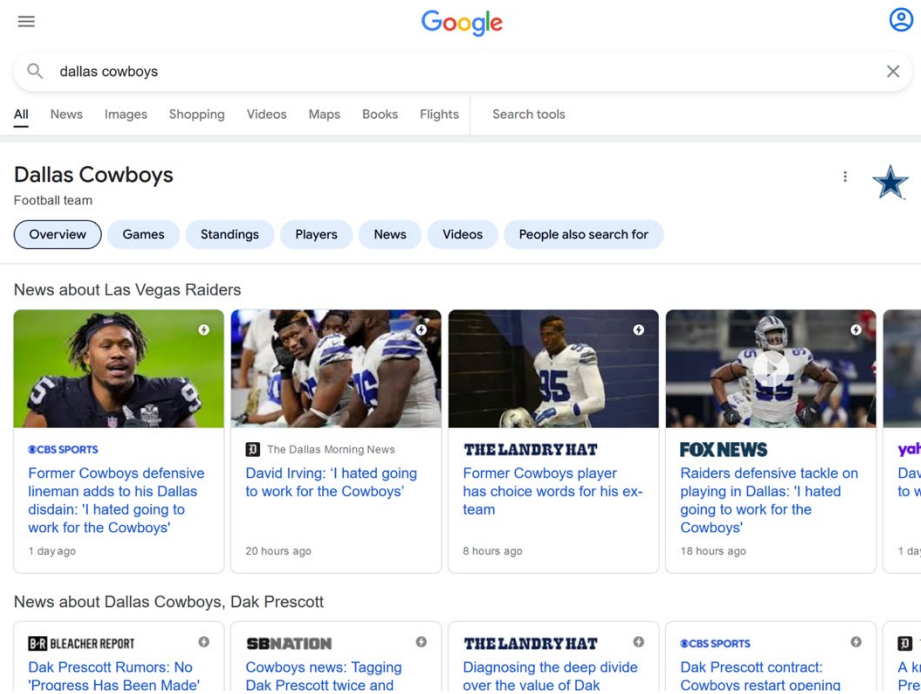 Google
dallas cowboys
All News Images Shopping Videos Maps Books Flights Search tools
Dallas Cowboys
Football team
Overview Games Standings Players News Videos People also search for
News about Las Vegas Raiders
CBS SPORTS
Former Cowboys defensive
lineman adds to his Dallas
disdain: 'I hated going to
work for the Cowboys'
1 day ago
The Dallas Morning News
David Irving: ‘I hated going
to work for the Cowboys’
20 hours ago
THE LANDRY HAT
Former Cowboys player
has choice words for his ex-
team
8 hours ago
FOX NEWS
Raiders defensive tackle on
playing in Dallas: 'I hated
going to work for the
Cowboys'
18 hours ago
News about Dallas Cowboys, Dak Prescott
B/R BLEACHER REPORT
Dak Prescott Rumors: No
'Progress Has Been Made'
SBNATION
Cowboys news: Tagging
Dak Prescott twice and
THE LANDRY HAT
Diagnosing the deep divide
over the value of Dak
CBS SPORTS
Dak Prescott contract:
Cowboys restart opening